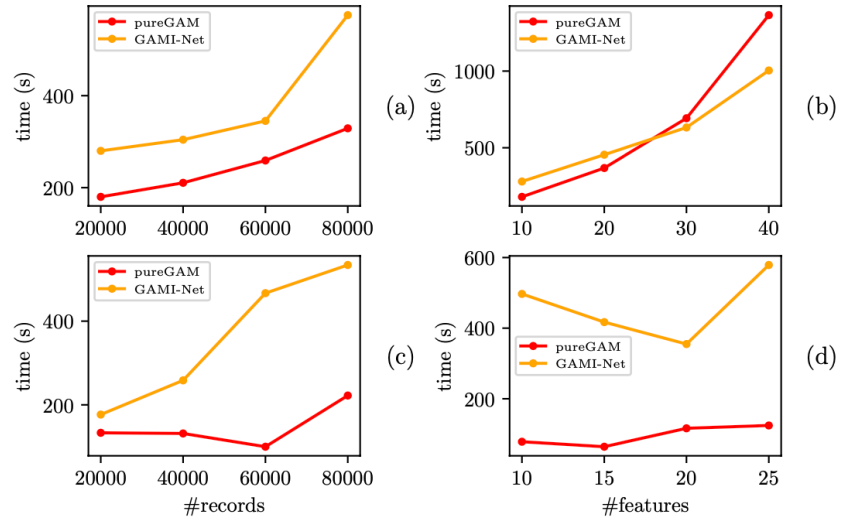 pureGAM
GAMI-Net
time (s)
400
200
20000 40000 60000 80000
(a)
pureGAM
GAMI-Net
time (s)
1000
500
10 20 30 40
(b)
pureGAM
GAMI-Net
time (s)
400
200
20000 40000 60000 80000
#records
(c)
pureGAM
GAMI-Net
time (s)
600
400
200
10 15 20 25
#features
(d)